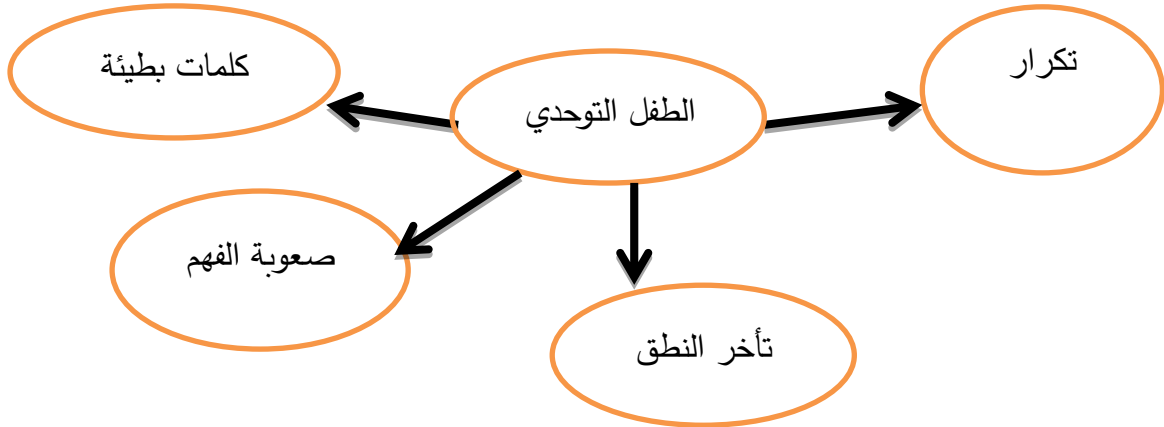 الطفل التوحدي
تكرار
كلمات بطيئة
صعوبة الفهم
تأخر النطق